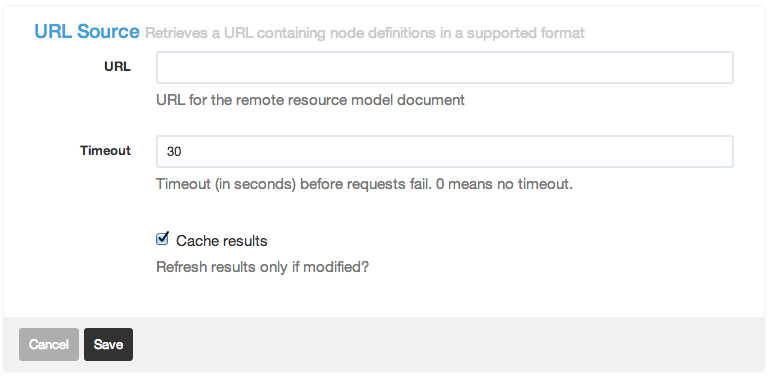 URL Source Retrieves a URL containing node definitions in a supported format
URL
URL for the remote resource model document
Timeout 30
Timeout (in seconds) before requests fail. 0 means no timeout.
Cache results
Refresh results only if modified?
Cancel Save